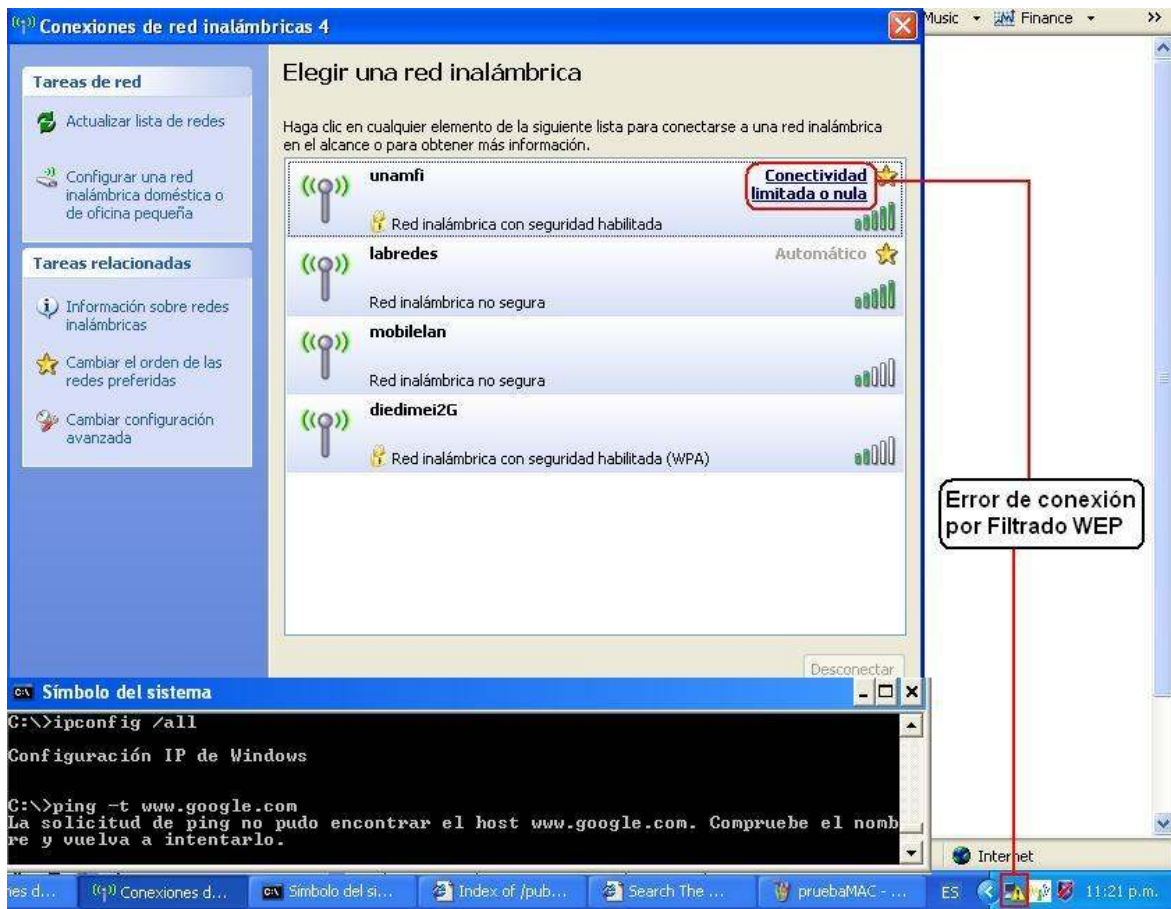 Conexiones de red inalámbricas 4
Music
Finance
»
Tareas de red
Actualizar lista de redes
Configurar una red
inalámbrica doméstica o
de oficina pequeña
Tareas relacionadas
Información sobre redes
inalámbricas
Cambiar el orden de las
redes preferidas
Cambiar configuración
avanzada
Elegir una red inalámbrica
Haga clic en cualquier elemento de la siguiente lista para conectarse a una red inalámbrica
en el alcance o para obtener más información.
unamfi
Conectividad
limitada o nula
Red inalámbrica con seguridad habilitada
labredes
Automático
Red inalámbrica no segura
mobilelan
Red inalámbrica no segura
diedimei2G
Red inalámbrica con seguridad habilitada (WPA)
Error de conexión
por Filtrado WEP
Desconectar
Símbolo del sistema
C:\>ipconfig /all
Configuración IP de Windows
C:\>ping -t www.google.com
La solicitud de ping no pudo encontrar el host www.google.com. Compruebe el nomb
re y vuelva a intentarlo.
Internet
nes d...
Conexiones d...
Símbolo del si...
Index of /pub...
Search The ...
pruebaMAC - ...
ES
11:21 p.m.